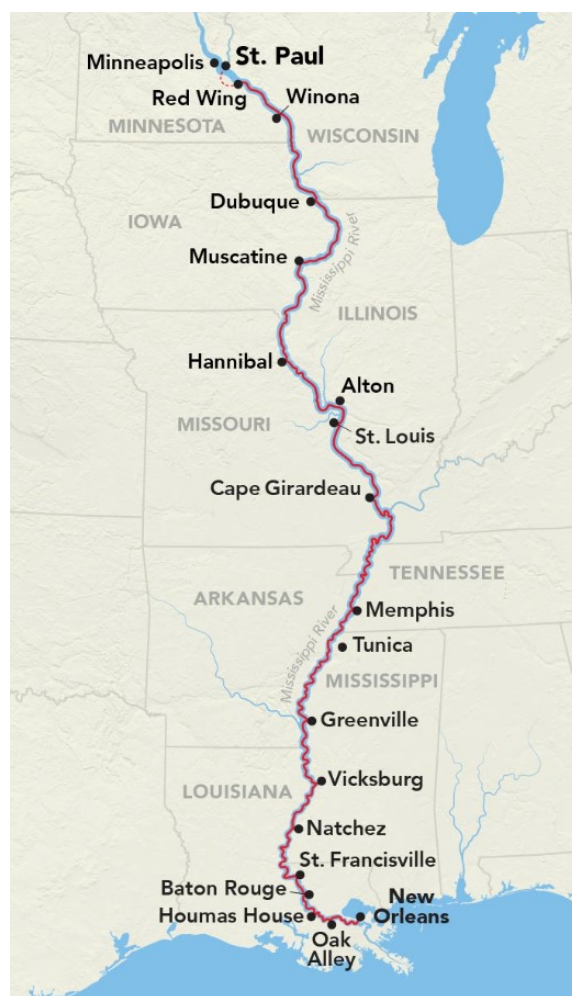 St. Paul
Minneapolis
Red Wing
Winona
MINNESOTA
WISCONSIN
Dubuque
IOWA
Mississippi River
Muscatine
ILLINOIS
Hannibal
Alton
MISSOURI
St. Louis
Cape Girardeau
TENNESSEE
ARKANSAS
Memphis
Mississippi River
Tunica
MISSISSIPPI
Greenville
Vicksburg
LOUISIANA
Natchez
St. Francisville
Baton Rouge
New
Orleans
Houmas House
Oak
Alley